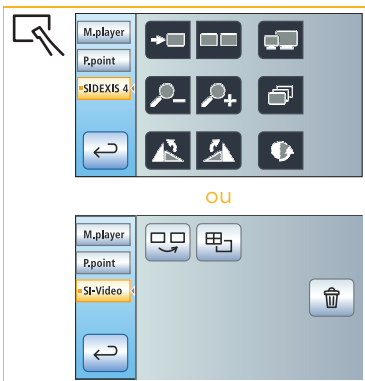 M.player
P.point
SIDEXIS 4
ou
M.player
P.point
SI-Video